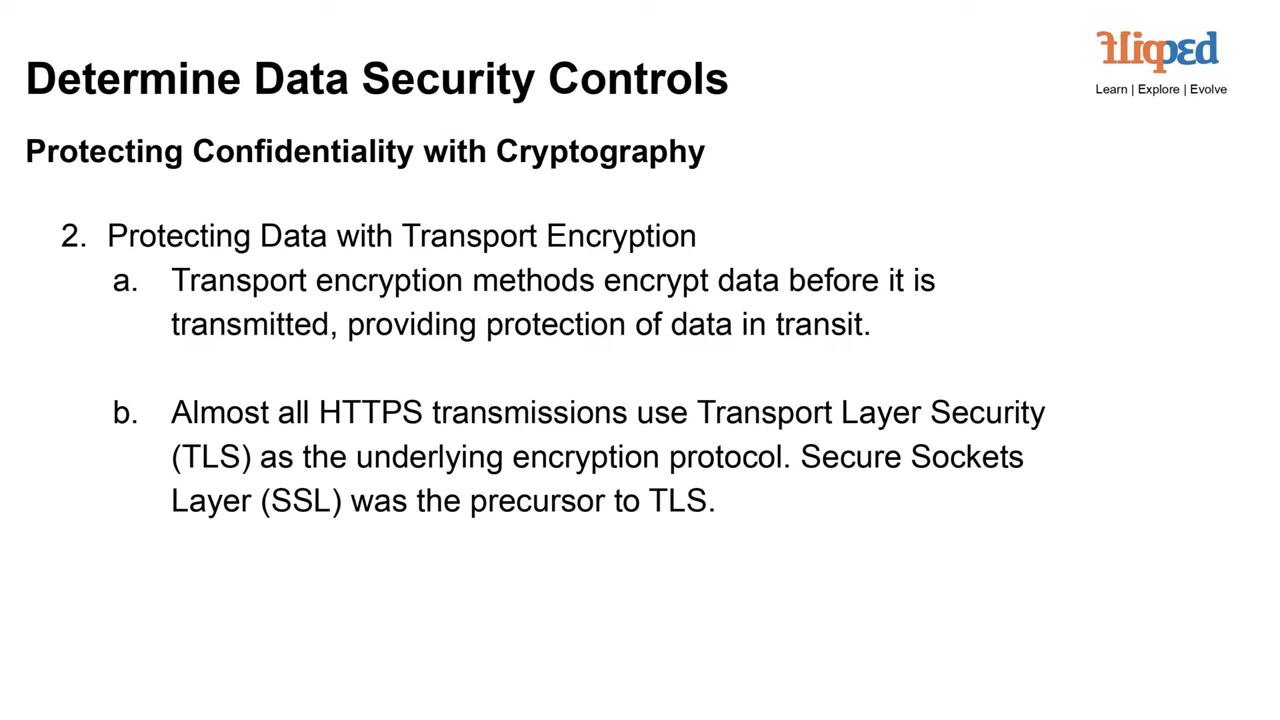 Flipped
Learn | Explore | Evolve
Determine Data Security Controls
Protecting Confidentiality with Cryptography
2. Protecting Data with Transport Encryption
a. Transport encryption methods encrypt data before it is
transmitted, providing protection of data in transit.
b. Almost all HTTPS transmissions use Transport Layer Security
(TLS) as the underlying encryption protocol. Secure Sockets
Layer (SSL) was the precursor to TLS.